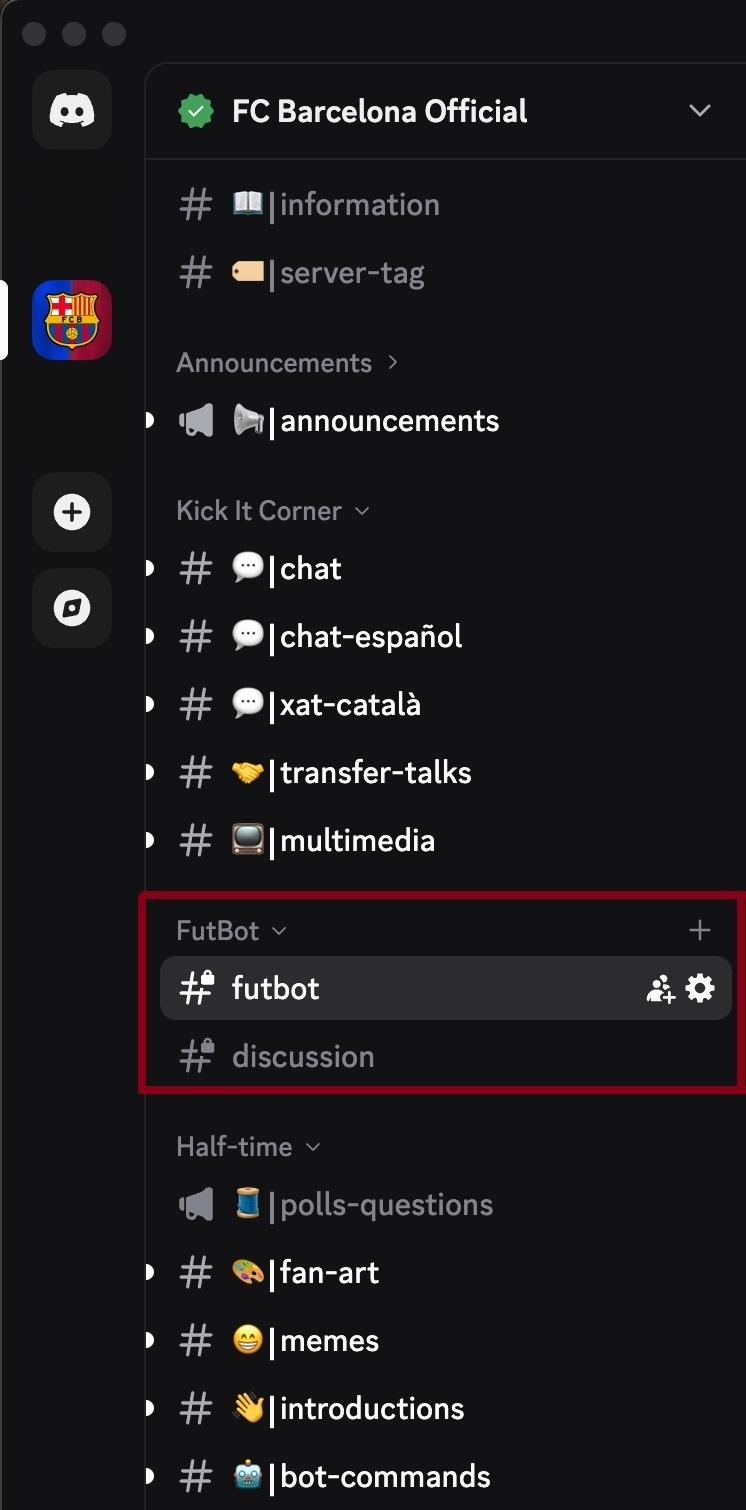 FC Barcelona Official
# 📖|information
# 🏷️|server-tag
Announcements >
📢|announcements
Kick It Corner
# 💬|chat
# 💬|chat-español
# 💬|xat-català
# 🤝|transfer-talks
# 📺|multimedia
FutBot +
# futbot
# discussion
Half-time
🧵|polls-questions
# 🎨|fan-art
# 😁|memes
# 👋|introductions
# 🤖|bot-commands
FCB